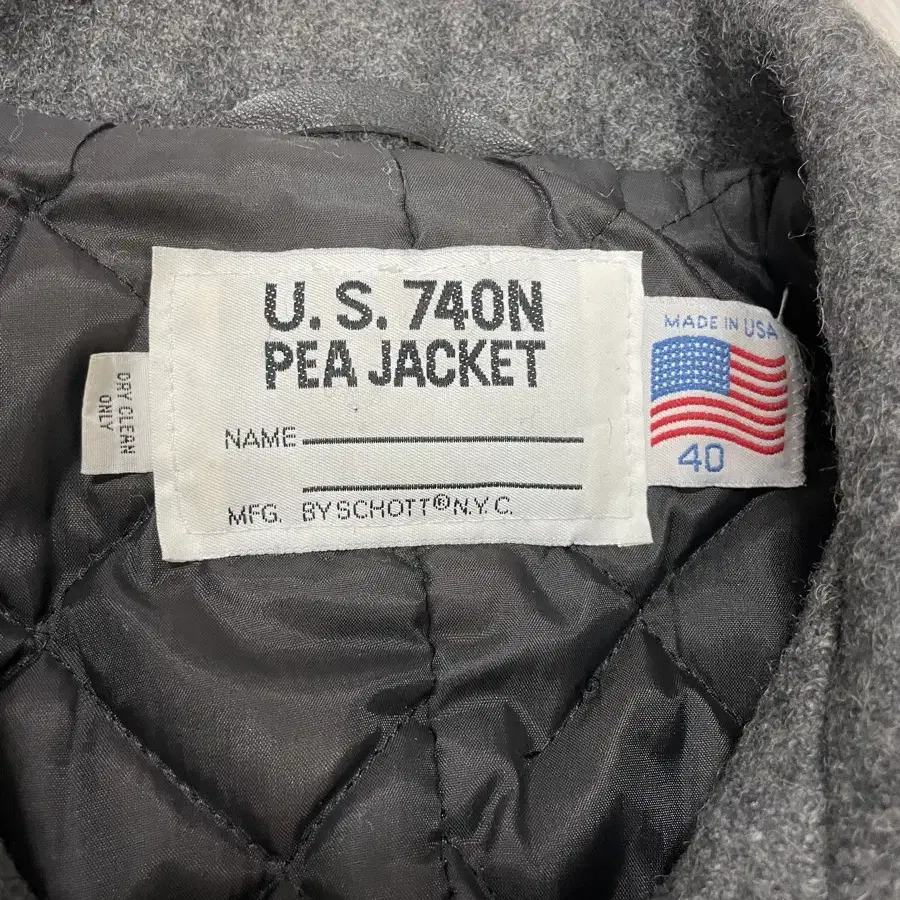 U.S. 740N
PEA JACKET
NAME
MFG. BY SCHOTT® N.Y.C.
DRY CLEAN
ONLY
MADE IN USA
40